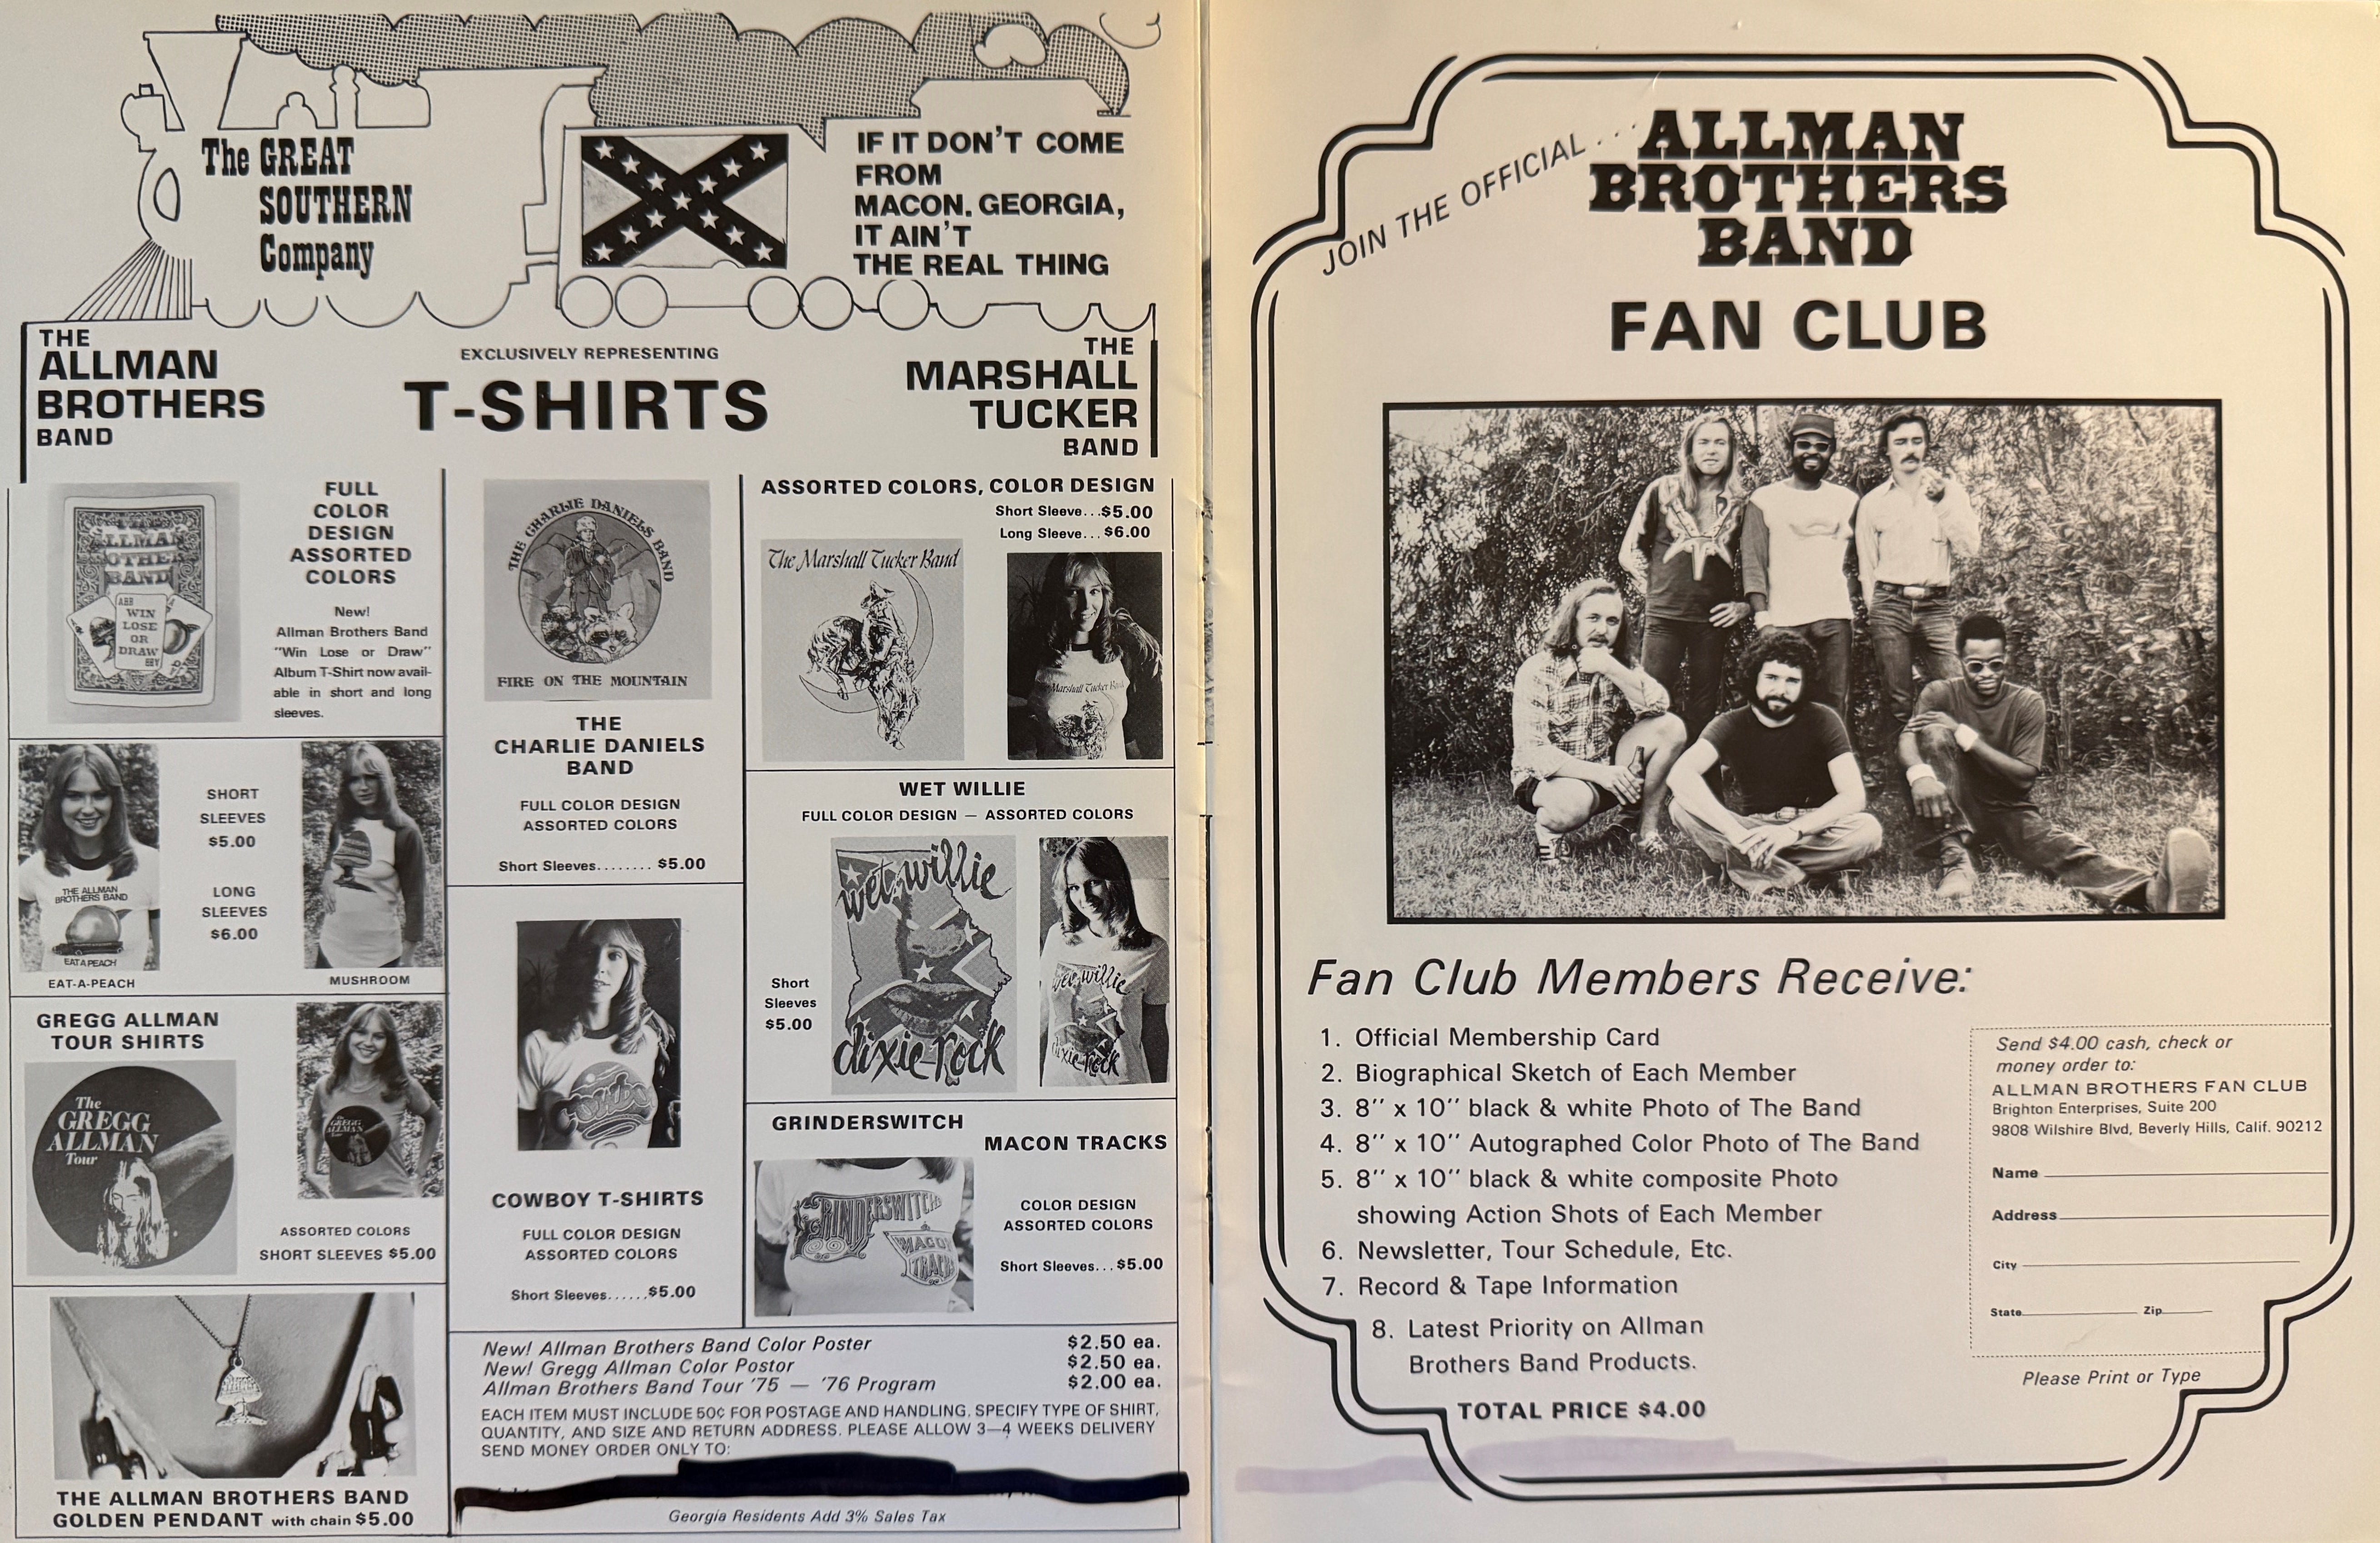 The GREAT
SOUTHERN
Company
IF IT DON'T COME
FROM
MACON, GEORGIA,
IT AIN'T
THE REAL THING
THE
ALLMAN
BROTHERS
BAND
EXCLUSIVELY REPRESENTING
T-SHIRTS
THE
MARSHALL
TUCKER
BAND
ALLMAN
BAND
ABB
WIN
LOSE
OR
DRAW
FULL
COLOR
DESIGN
ASSORTED
COLORS
New!
Allman Brothers Band
"Win Lose or Draw"
Album T-Shirt now avail-
able in short and long
sleeves.
THE ALLMAN
BROTHERS BAND
EAT A PEACH
EAT-A-PEACH
SHORT
SLEEVES
$5.00
LONG
SLEEVES
$6.00
MUSHROOM
GREGG ALLMAN
TOUR SHIRTS
The
GREGG
ALLMAN
Tour
The
GREGG
ALLMAN
Tour
ASSORTED COLORS
SHORT SLEEVES $5.00
THE ALLMAN BROTHERS BAND
GOLDEN PENDANT with chain $5.00
THE CHARLIE DANIELS BAND
FIRE ON THE MOUNTAIN
THE
CHARLIE DANIELS
BAND
FULL COLOR DESIGN
ASSORTED COLORS
Short Sleeves........ $5.00
COWBOY T-SHIRTS
FULL COLOR DESIGN
ASSORTED COLORS
Short Sleeves......$5.00
ASSORTED COLORS, COLOR DESIGN
Short Sleeve...$5.00
Long Sleeve... $6.00
The Marshall Tucker Band
Marshall Tucker
WET WILLIE
FULL COLOR DESIGN — ASSORTED COLORS
Short
Sleeves
$5.00
wet willie
dixie rock
wet willie
dixie rock
GRINDERSWITCH
MACON TRACKS
GRINDERSWITCH
MACON
TRACKS
COLOR DESIGN
ASSORTED COLORS
Short Sleeves...$5.00
New! Allman Brothers Band Color Poster $2.50 ea.
New! Gregg Allman Color Postor $2.50 ea.
Allman Brothers Band Tour '75 — '76 Program $2.00 ea.
EACH ITEM MUST INCLUDE 50¢ FOR POSTAGE AND HANDLING. SPECIFY TYPE OF SHIRT,
QUANTITY, AND SIZE AND RETURN ADDRESS. PLEASE ALLOW 3—4 WEEKS DELIVERY
SEND MONEY ORDER ONLY TO:
Georgia Residents Add 3% Sales Tax
JOIN THE OFFICIAL...
ALLMAN
BROTHERS
BAND
FAN CLUB
Fan Club Members Receive:
1. Official Membership Card
2. Biographical Sketch of Each Member
3. 8'' x 10'' black & white Photo of The Band
4. 8'' x 10'' Autographed Color Photo of The Band
5. 8'' x 10'' black & white composite Photo
showing Action Shots of Each Member
6. Newsletter, Tour Schedule, Etc.
7. Record & Tape Information
8. Latest Priority on Allman
Brothers Band Products.
TOTAL PRICE $4.00
Send $4.00 cash, check or
money order to:
ALLMAN BROTHERS FAN CLUB
Brighton Enterprises, Suite 200
9808 Wilshire Blvd, Beverly Hills, Calif. 90212
Name
Address
City
State Zip
Please Print or Type